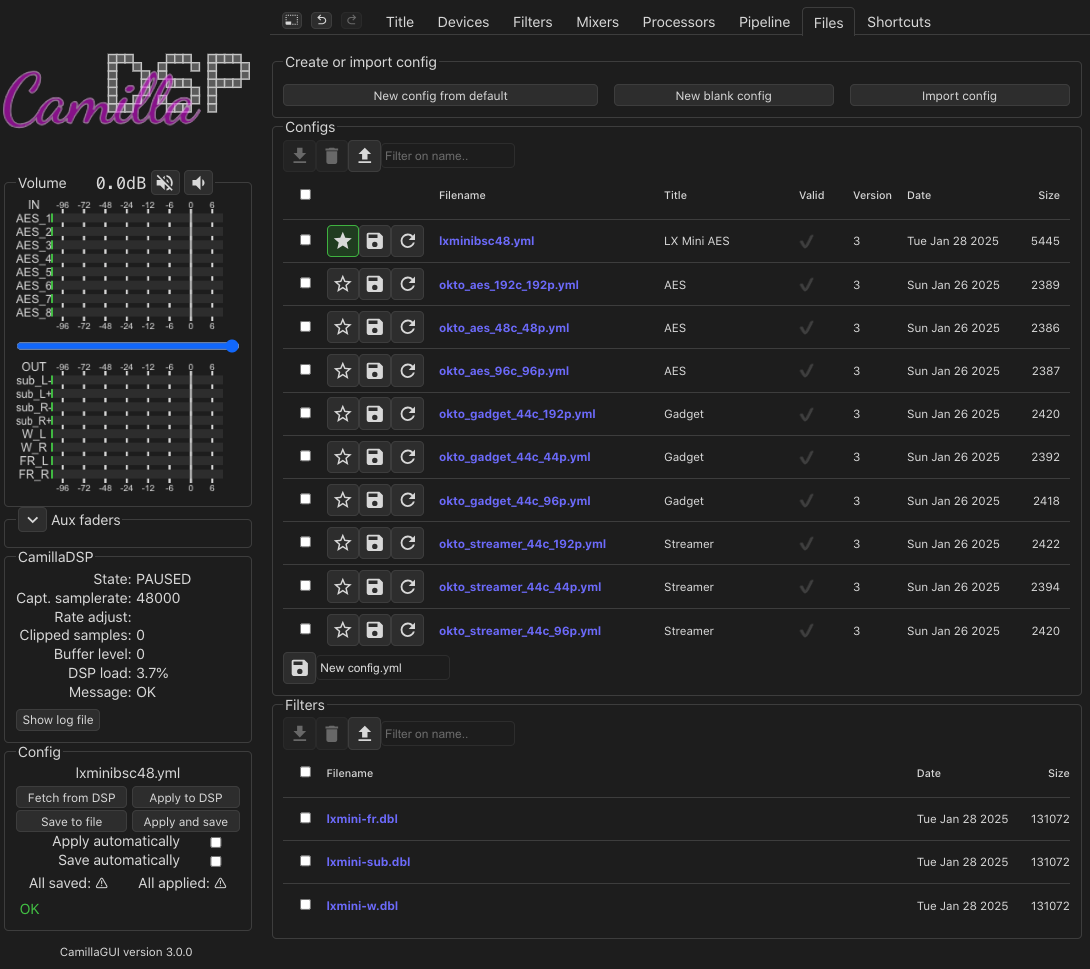 Title Devices Filters Mixers Processors Pipeline Files Shortcuts
CamillaDSP
Volume 0.0dB
IN -96 -72 -48 -24 -12 -6 0 6
AES_1
AES_2
AES_3
AES_4
AES_5
AES_6
AES_7
AES_8
-96 -72 -48 -24 -12 -6 0 6
OUT -96 -72 -48 -24 -12 -6 0 6
sub_L-
sub_L+
sub_R-
sub_R+
W_L
W_R
FR_L
FR_R
-96 -72 -48 -24 -12 -6 0 6
Aux faders
CamillaDSP
State: PAUSED
Capt. samplerate: 48000
Rate adjust:
Clipped samples: 0
Buffer level: 0
DSP load: 3.7%
Message: OK
Show log file
Config
lxminibsc48.yml
Fetch from DSP Apply to DSP
Save to file Apply and save
Apply automatically
Save automatically
All saved: All applied:
OK
CamillaGUI version 3.0.0
Create or import config
New config from default New blank config Import config
Configs
Filter on name..
Filename Title Valid Version Date Size
lxminibsc48.yml LX Mini AES 3 Tue Jan 28 2025 5445
okto_aes_192c_192p.yml AES 3 Sun Jan 26 2025 2389
okto_aes_48c_48p.yml AES 3 Sun Jan 26 2025 2386
okto_aes_96c_96p.yml AES 3 Sun Jan 26 2025 2387
okto_gadget_44c_192p.yml Gadget 3 Sun Jan 26 2025 2420
okto_gadget_44c_44p.yml Gadget 3 Sun Jan 26 2025 2392
okto_gadget_44c_96p.yml Gadget 3 Sun Jan 26 2025 2418
okto_streamer_44c_192p.yml Streamer 3 Sun Jan 26 2025 2422
okto_streamer_44c_44p.yml Streamer 3 Sun Jan 26 2025 2394
okto_streamer_44c_96p.yml Streamer 3 Sun Jan 26 2025 2420
New config.yml
Filters
Filter on name..
Filename Date Size
lxmini-fr.dbl Tue Jan 28 2025 131072
lxmini-sub.dbl Tue Jan 28 2025 131072
lxmini-w.dbl Tue Jan 28 2025 131072